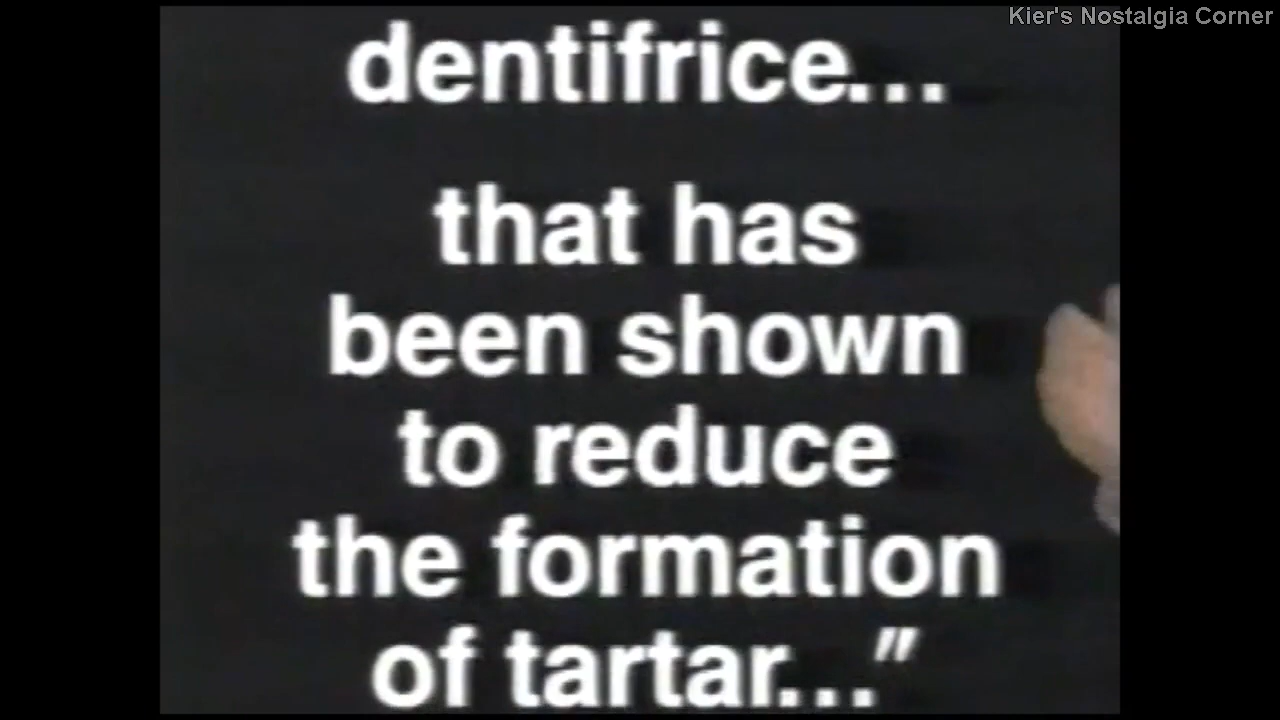 Kier's Nostalgia Corner
dentifrice...
that has
been shown
to reduce
the formation
of tartar..."